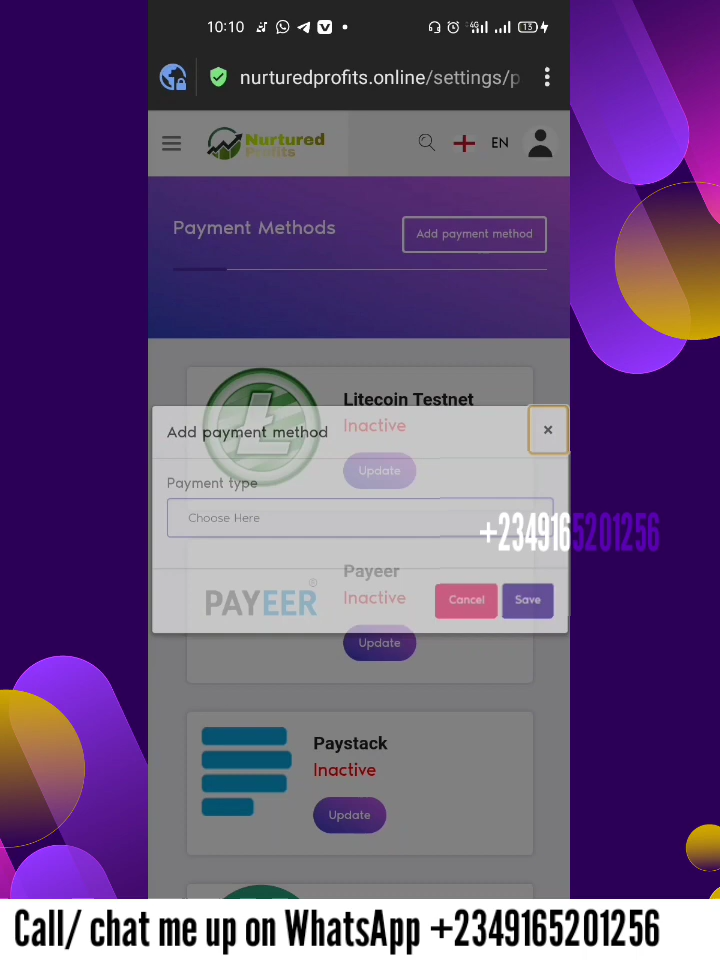 10:10
4G
13
nurturedprofits.online/settings/p
Nurtured
Profits
EN
Payment Methods
Add payment method
Litecoin Testnet
Inactive
Update
Add payment method
×
Payment type
Choose Here
+2349165201256
Payeer
Inactive
PAYEER
©
Cancel
Save
Update
Paystack
Inactive
Update
Call/ chat me up on WhatsApp +2349165201256